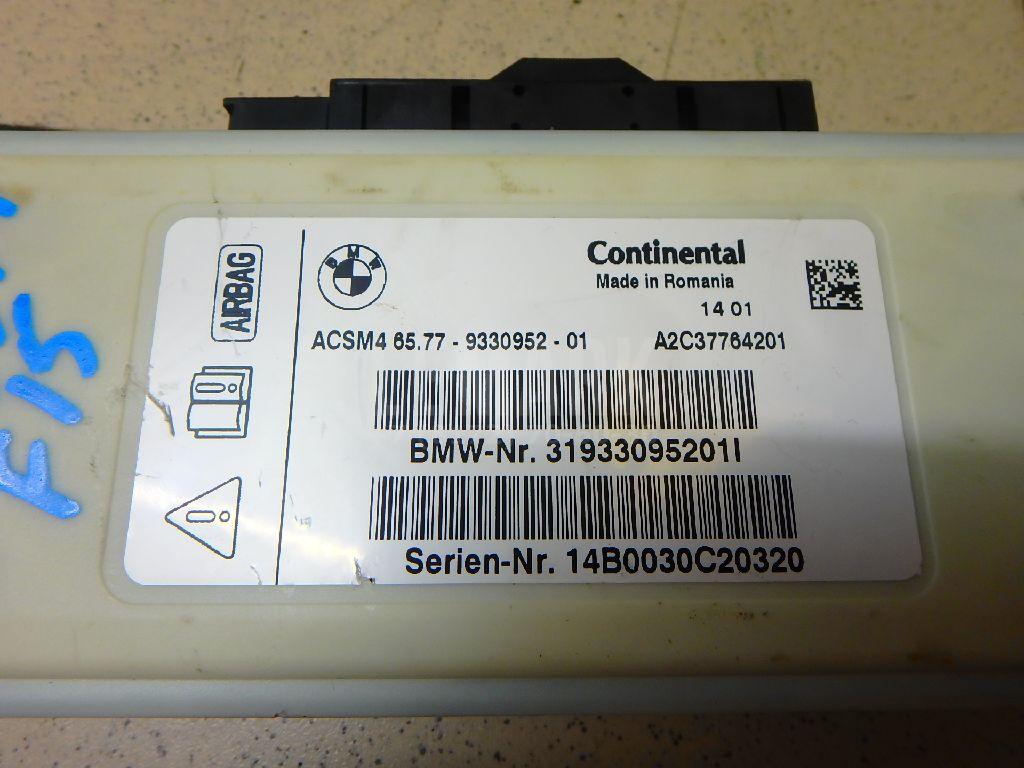 F15
AIRBAG
BMW
Continental
Made in Romania
14 01
ACSM4 65.77 - 9330952 - 01 A2C37764201
BMW-Nr. 31933095201I
Serien-Nr. 14B0030C20320